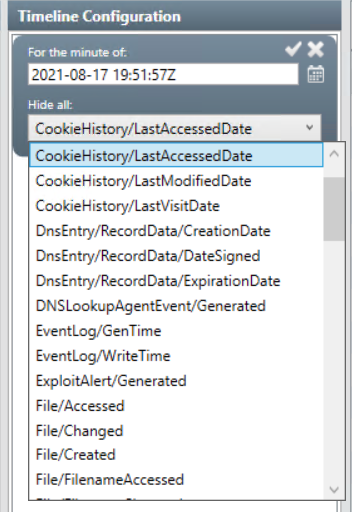 Timeline Configuration
For the minute of:
2021-08-17 19:51:57Z
Hide all:
CookieHistory/LastAccessedDate
CookieHistory/LastAccessedDate
CookieHistory/LastModifiedDate
CookieHistory/LastVisitDate
DnsEntry/RecordData/CreationDate
DnsEntry/RecordData/DateSigned
DnsEntry/RecordData/ExpirationDate
DNSLookupAgentEvent/Generated
EventLog/GenTime
EventLog/WriteTime
ExploitAlert/Generated
File/Accessed
File/Changed
File/Created
File/FilenameAccessed